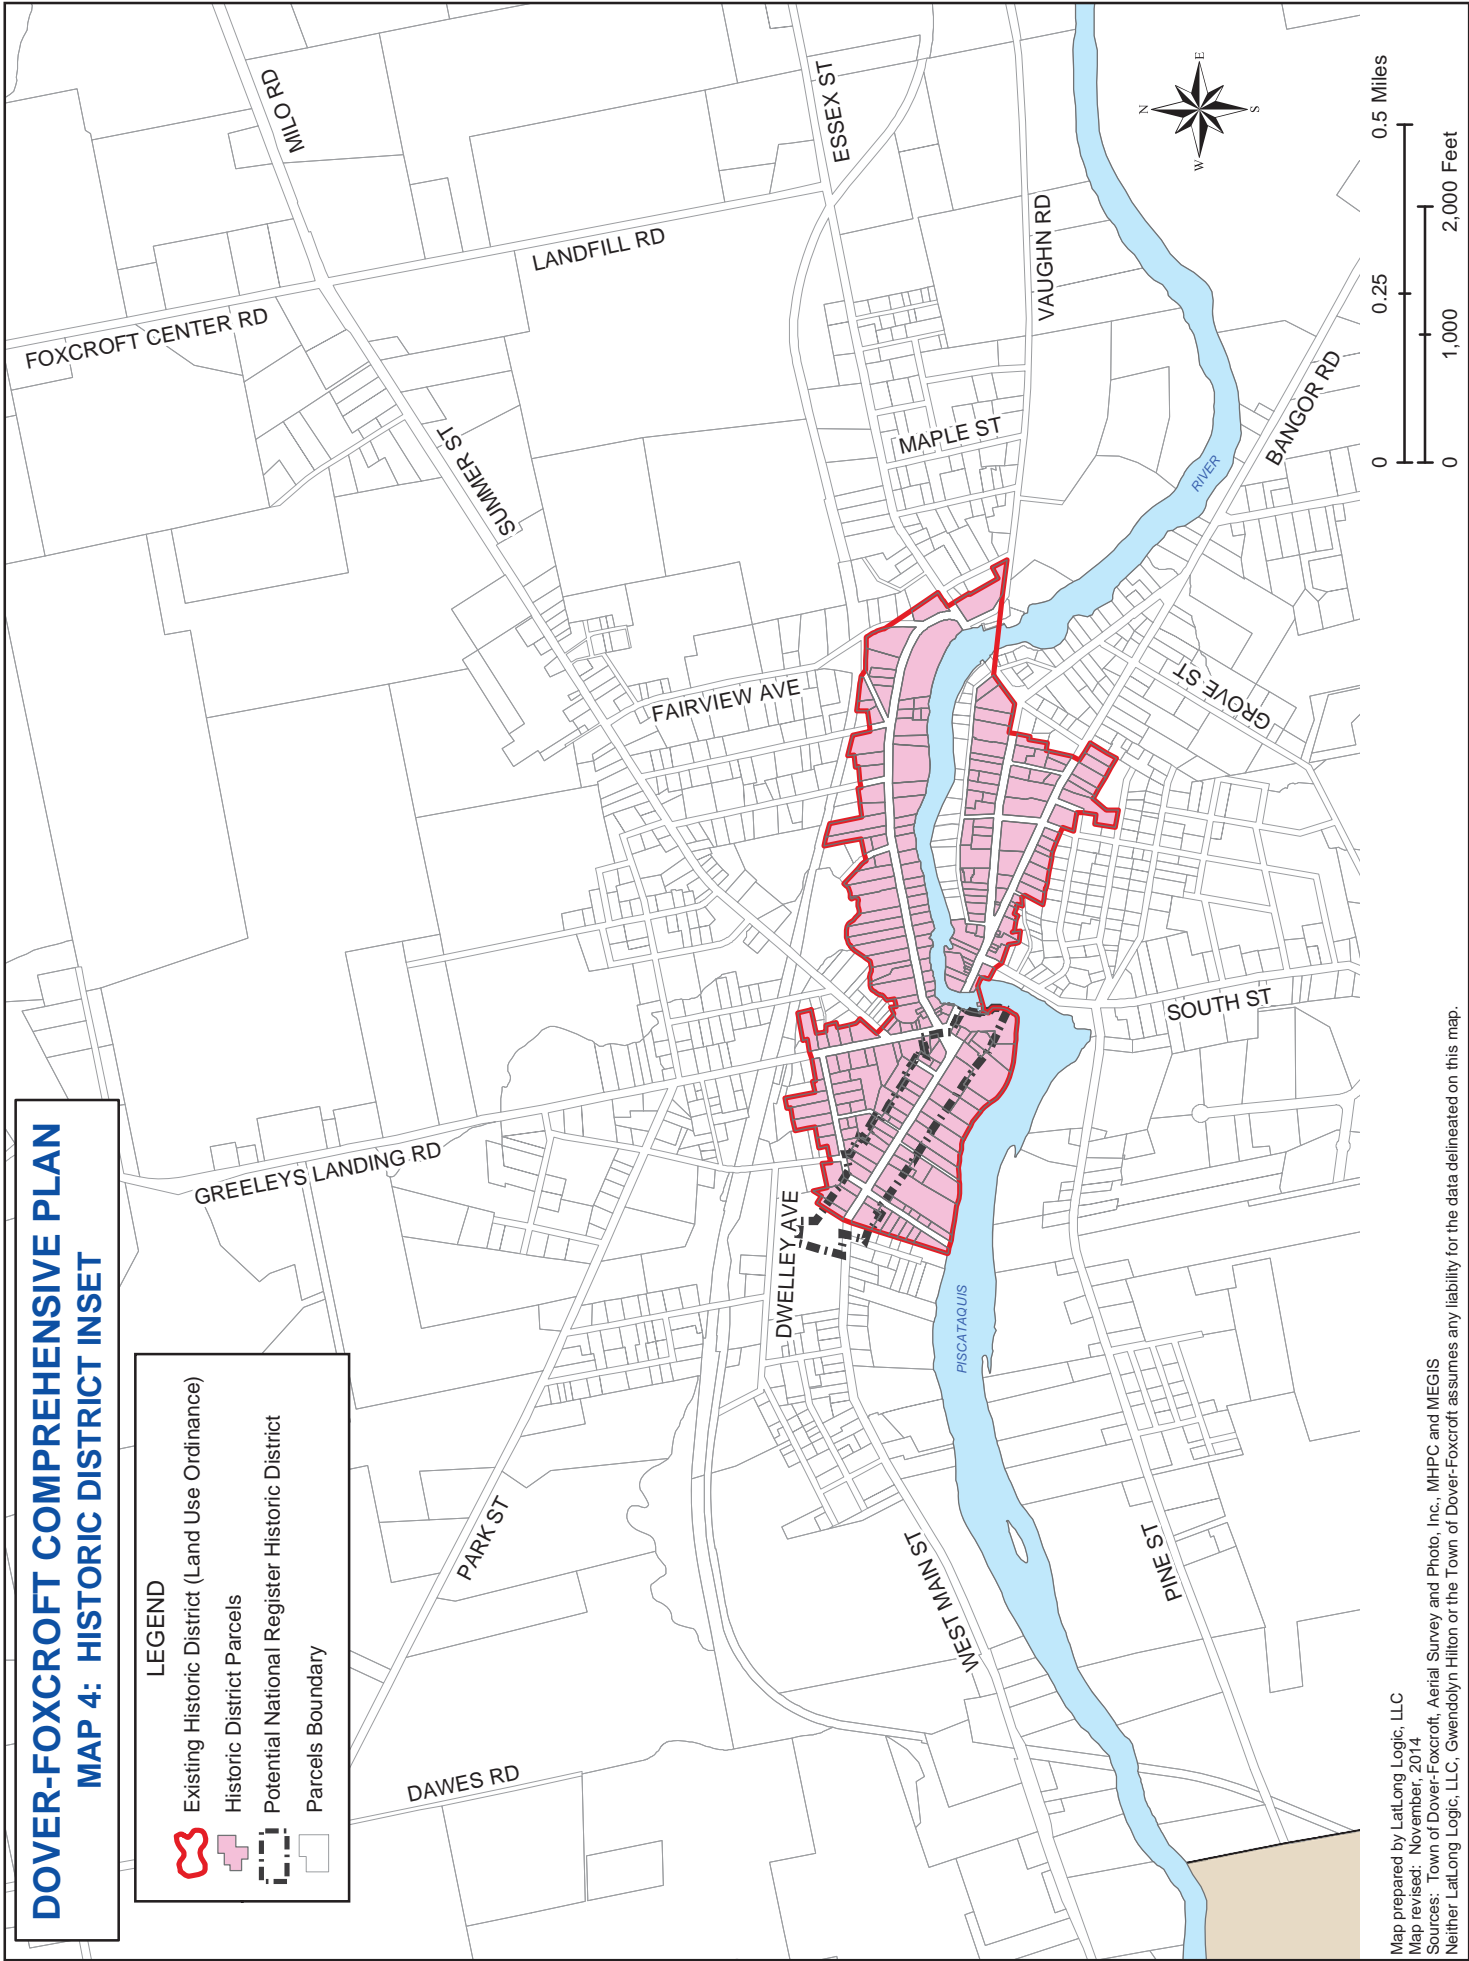 DOVER-FOXCROFT COMPREHENSIVE PLAN
MAP 4: HISTORIC DISTRICT INSET
LEGEND
Existing Historic District (Land Use Ordinance)
Historic District Parcels
Potential National Register Historic District
Parcels Boundary
MILO RD
FOXCROFT CENTER RD
LANDFILL RD
ESSEX ST
SUMMER ST
VAUGHN RD
MAPLE ST
FAIRVIEW AVE
GREELEYS LANDING RD
DWELLEY AVE
PARK ST
DAWES RD
WEST MAIN ST
PISCATAQUIS
RIVER
BANGOR RD
GROVE ST
SOUTH ST
PINE ST
N
E
S
W
0 0.25 0.5 Miles
0 1,000 2,000 Feet
Map prepared by LatLong Logic, LLC
Map revised: November, 2014
Sources: Town of Dover-Foxcroft, Aerial Survey and Photo, Inc., MHPC and MEGIS
Neither LatLong Logic, LLC, Gwendolyn Hilton or the Town of Dover-Foxcroft assumes any liability for the data delineated on this map.